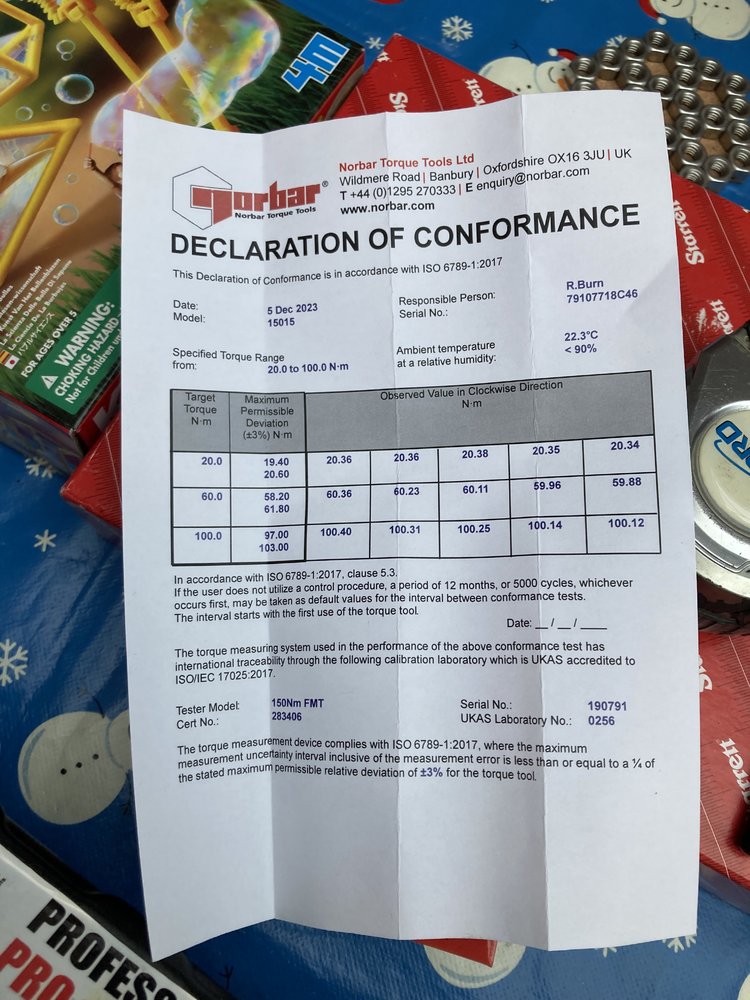 4M
Starrett
norbar®
Norbar Torque Tools
Norbar Torque Tools Ltd
Wildmere Road | Banbury | Oxfordshire OX16 3JU | UK
T +44 (0)1295 270333 | E enquiry@norbar.com
www.norbar.com
DECLARATION OF CONFORMANCE
This Declaration of Conformance is in accordance with ISO 6789-1:2017
Date: 5 Dec 2023 Responsible Person: R.Burn
Model: 15015 Serial No.: 79107718C46
Specified Torque Range Ambient temperature 22.3°C
from: 20.0 to 100.0 N·m at a relative humidity: < 90%
Target Torque N·m
Maximum Permissible Deviation (±3%) N·m
Observed Value in Clockwise Direction
N·m
20.0 19.40 20.36 20.36 20.38 20.35 20.34
20.60
60.0 58.20 60.36 60.23 60.11 59.96 59.88
61.80
100.0 97.00 100.40 100.31 100.25 100.14 100.12
103.00
In accordance with ISO 6789-1:2017, clause 5.3.
If the user does not utilize a control procedure, a period of 12 months, or 5000 cycles, whichever
occurs first, may be taken as default values for the interval between conformance tests.
The interval starts with the first use of the torque tool.
Date: __ / __ / ____
The torque measuring system used in the performance of the above conformance test has
international traceability through the following calibration laboratory which is UKAS accredited to
ISO/IEC 17025:2017.
Tester Model: 150Nm FMT Serial No.: 190791
Cert No.: 283406 UKAS Laboratory No.: 0256
The torque measurement device complies with ISO 6789-1:2017, where the maximum
measurement uncertainty interval inclusive of the measurement error is less than or equal to a ¼ of
the stated maximum permissible relative deviation of ±3% for the torque tool.
WARNING:
CHOKING HAZARD
Not for Children
FOR AGES OVER 5
Starrett
Starrett
Starrett
ORD
PROFESS
PRO